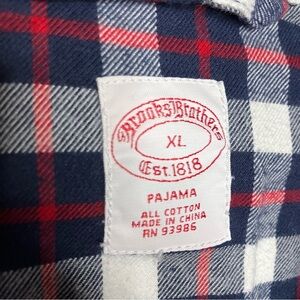 Brooks Brothers
XL
Est. 1818
PAJAMA
ALL COTTON
MADE IN CHINA
RN 93986